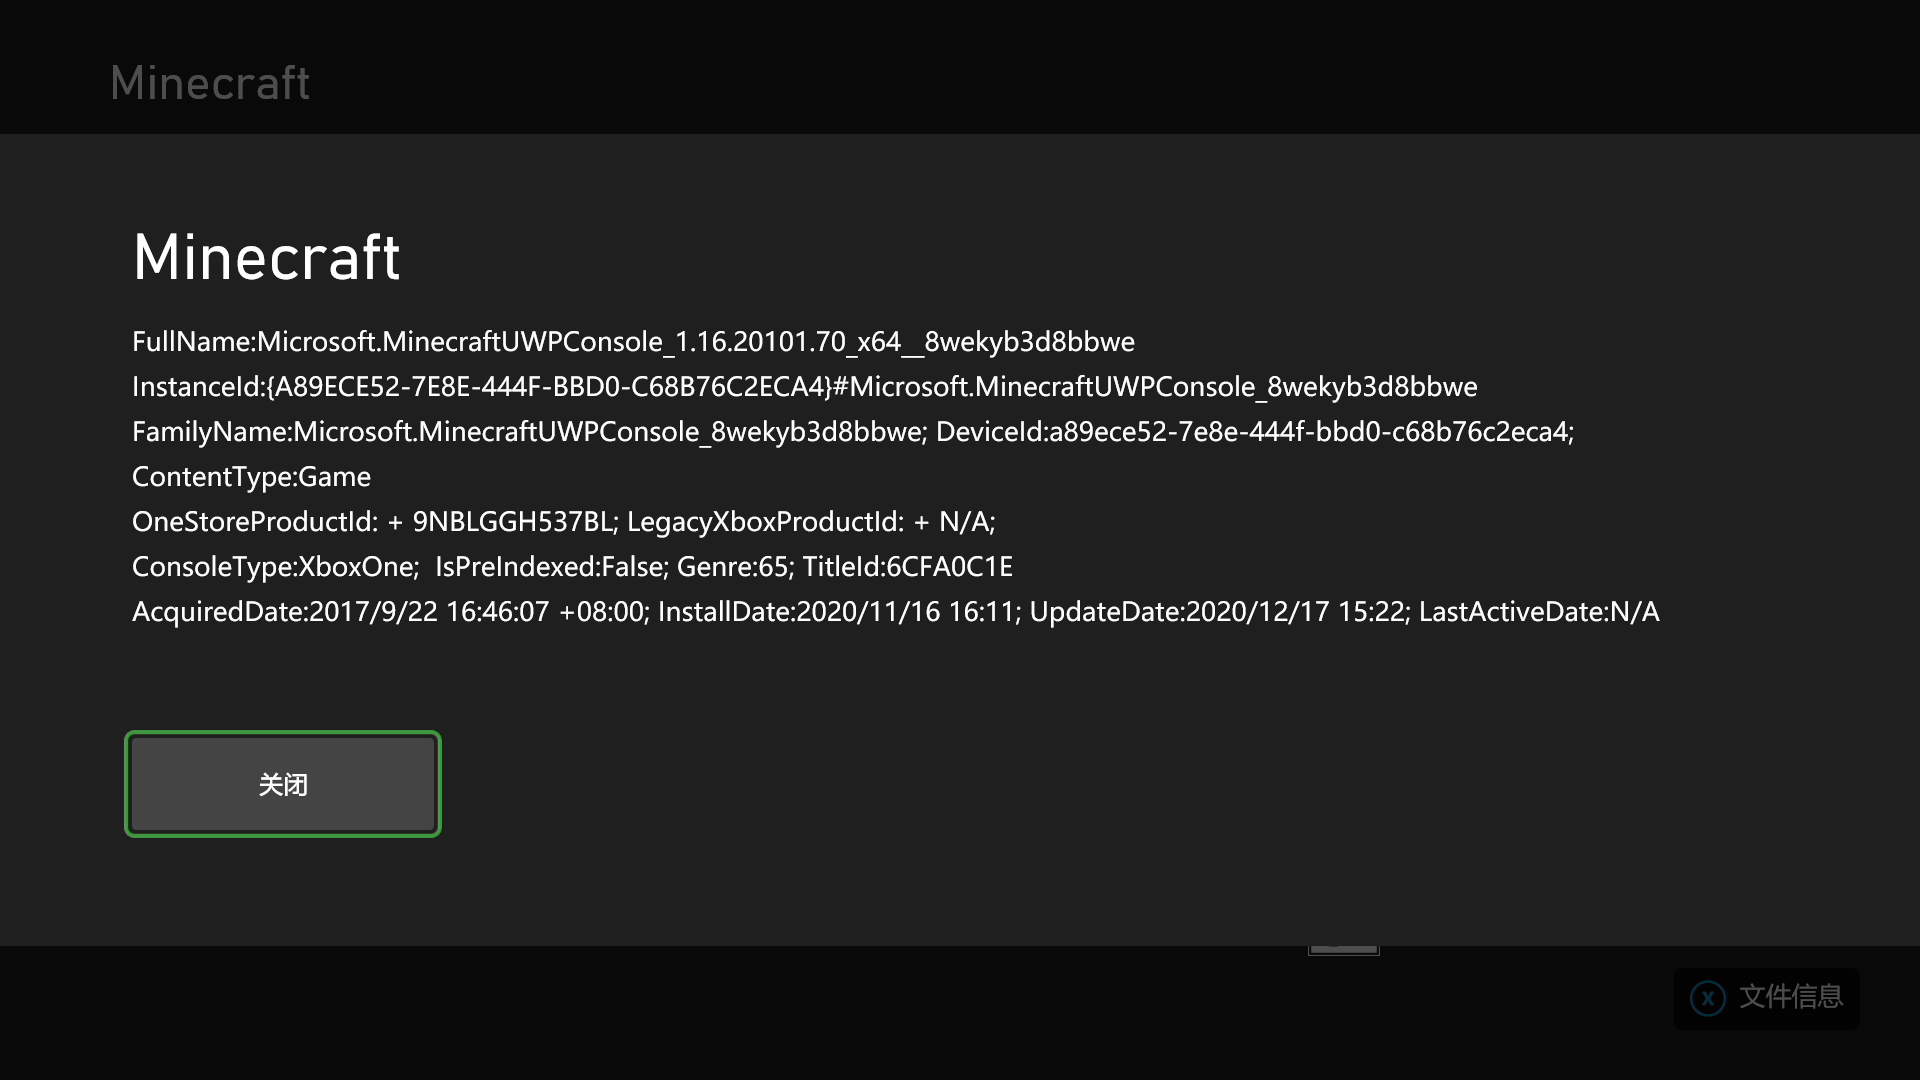 Minecraft
Minecraft
FullName:Microsoft.MinecraftUWPConsole_1.16.20101.70_x64__8wekyb3d8bbwe
InstanceId:{A89ECE52-7E8E-444F-BBD0-C68B76C2ECA4}#Microsoft.MinecraftUWPConsole_8wekyb3d8bbwe
FamilyName:Microsoft.MinecraftUWPConsole_8wekyb3d8bbwe; DeviceId:a89ece52-7e8e-444f-bbd0-c68b76c2eca4;
ContentType:Game
OneStoreProductId: + 9NBLGGH537BL; LegacyXboxProductId: + N/A;
ConsoleType:XboxOne;  IsPreIndexed:False; Genre:65; TitleId:6CFA0C1E
AcquiredDate:2017/9/22 16:46:07 +08:00; InstallDate:2020/11/16 16:11; UpdateDate:2020/12/17 15:22; LastActiveDate:N/A
关闭
X 文件信息